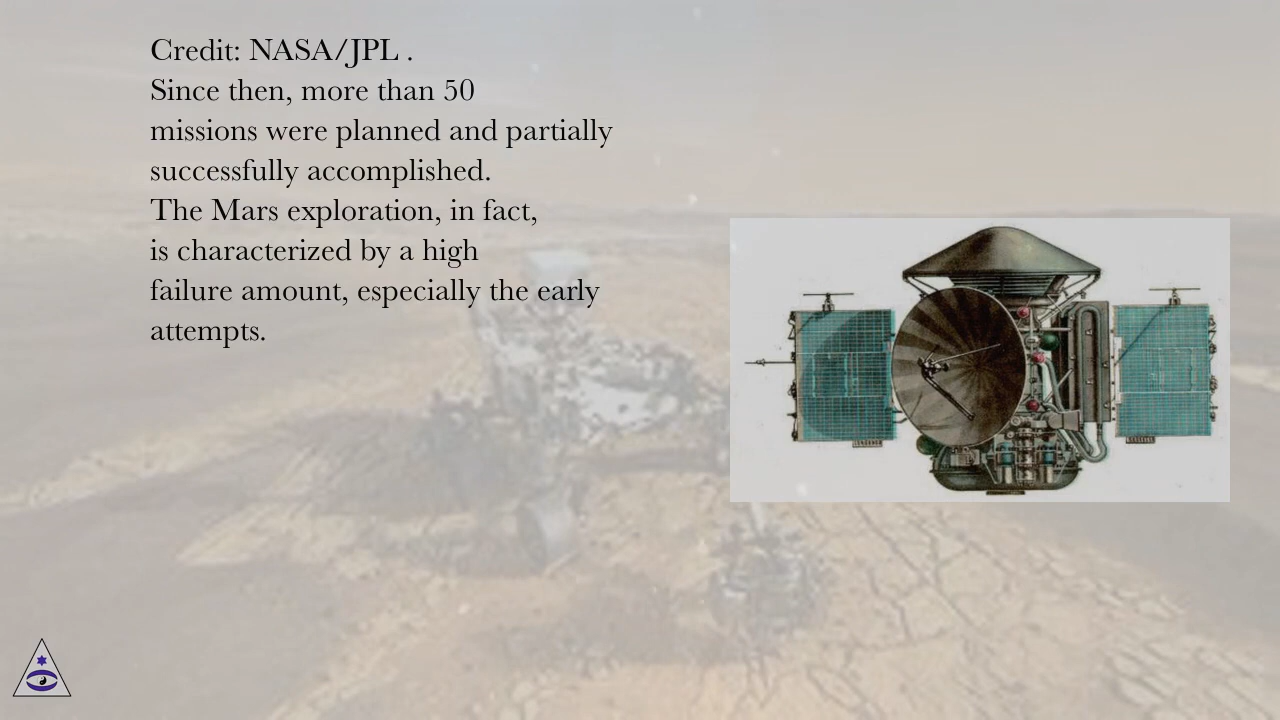 Credit: NASA/JPL .
Since then, more than 50
missions were planned and partially
successfully accomplished.
The Mars exploration, in fact,
is characterized by a high
failure amount, especially the early
attempts.